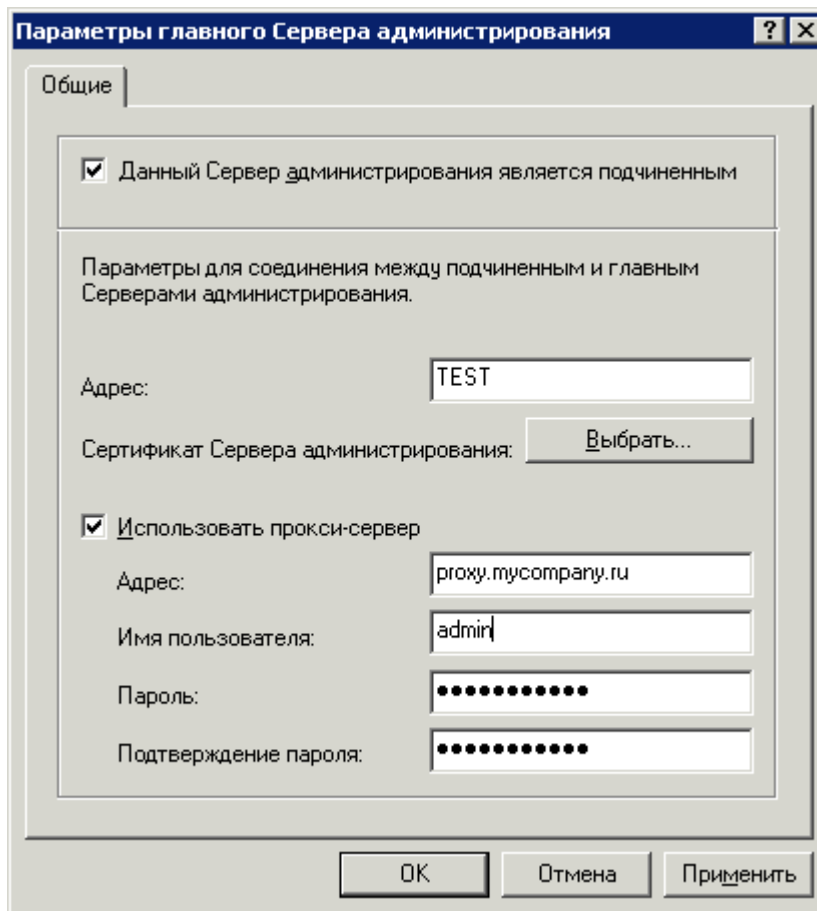 Параметры главного Сервера администрирования
Общие
Данный Сервер администрирования является подчиненным
Параметры для соединения между подчиненным и главным
Серверами администрирования.
Адрес: TEST
Сертификат Сервера администрирования: Выбрать...
Использовать прокси-сервер
Адрес: proxy.mycompany.ru
Имя пользователя: admin
Пароль: ●●●●●●●●●●●
Подтверждение пароля: ●●●●●●●●●●●
OK Отмена Применить